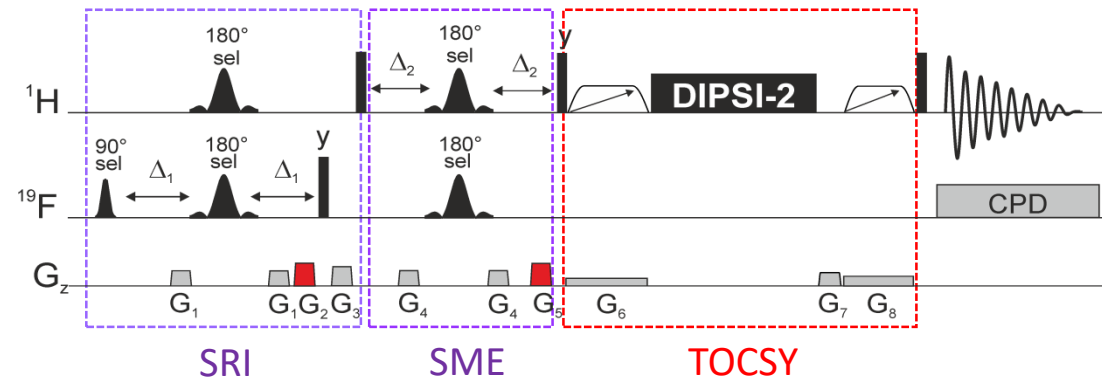 180° sel
180° sel
y
Δ2
Δ2
1H
DIPSI-2
90° sel
180° sel
y
180° sel
Δ1
Δ1
19F
CPD
Gz
G1
G1
G2
G3
G4
G4
G5
G6
G7
G8
SRI
SME
TOCSY